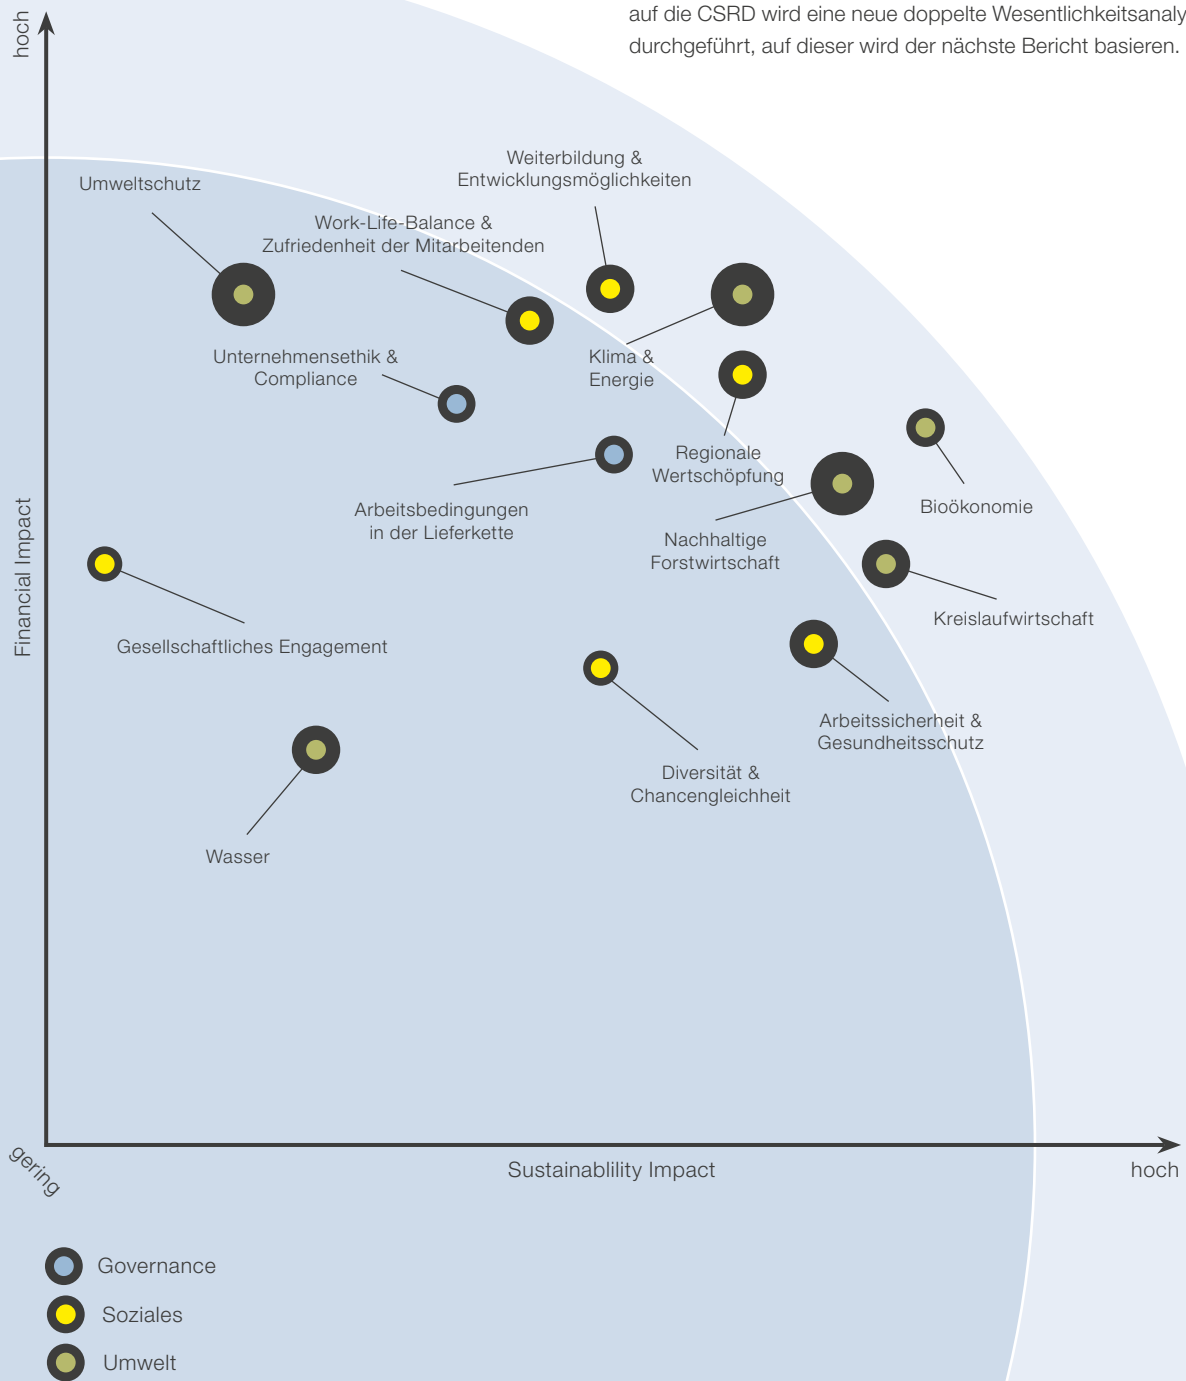 auf die CSRD wird eine neue doppelte Wesentlichkeitsanaly
durchgeführt, auf dieser wird der nächste Bericht basieren.
hoch
Weiterbildung &
Entwicklungsmöglichkeiten
Umweltschutz
Work-Life-Balance &
Zufriedenheit der Mitarbeitenden
Unternehmensethik &
Compliance
Klima &
Energie
Regionale
Wertschöpfung
Arbeitsbedingungen
in der Lieferkette
Bioökonomie
Nachhaltige
Forstwirtschaft
Financial Impact
Kreislaufwirtschaft
Gesellschaftliches Engagement
Arbeitssicherheit &
Gesundheitsschutz
Diversität &
Chancengleichheit
Wasser
gering
Sustainablility Impact
hoch
Governance
Soziales
Umwelt